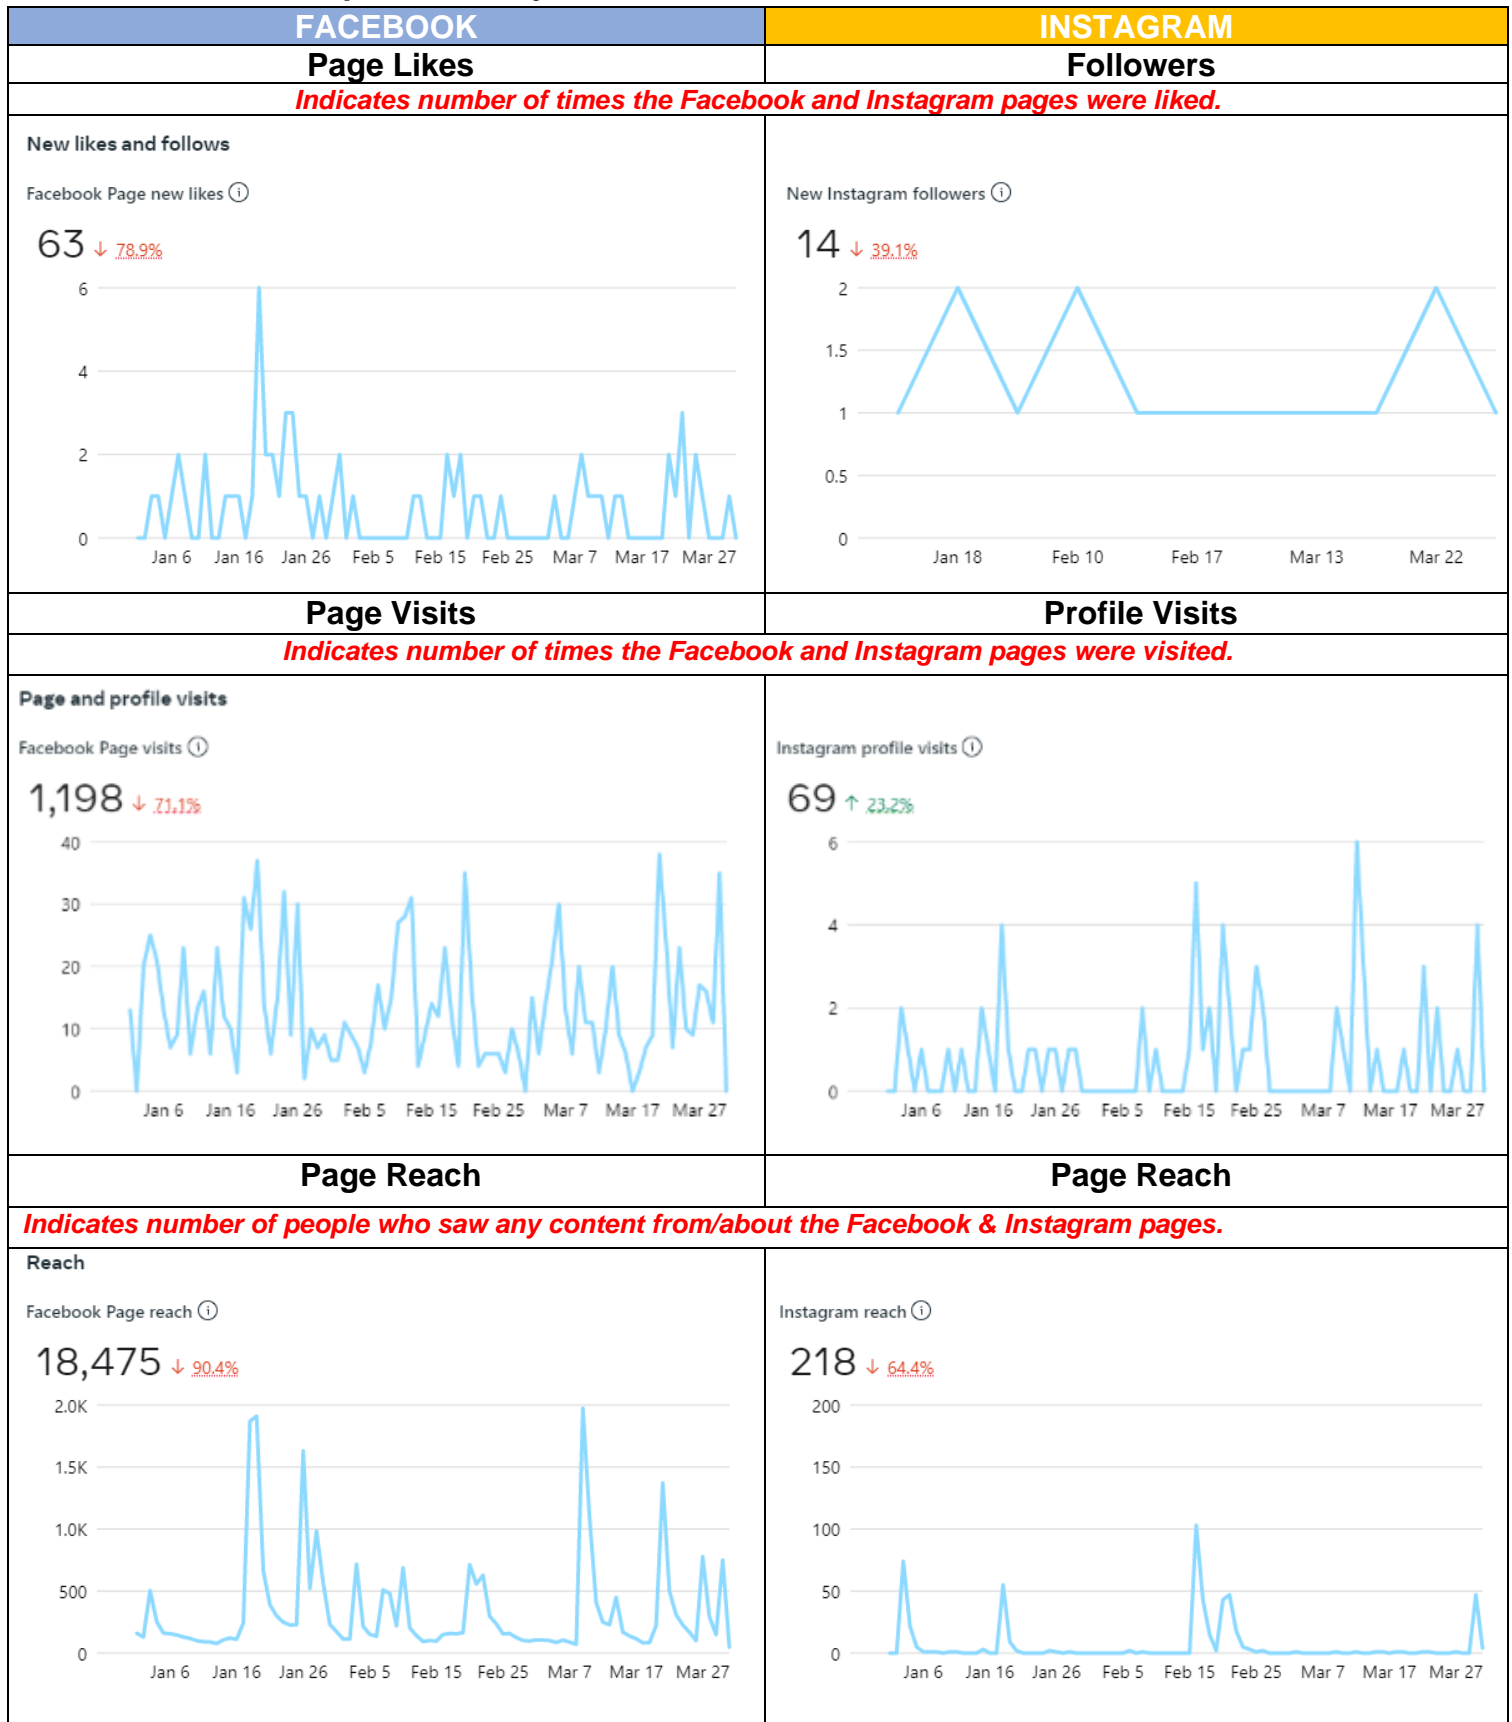 FACEBOOK INSTAGRAM
Page Likes Followers
Indicates number of times the Facebook and Instagram pages were liked.
New likes and follows
Facebook Page new likes
63 ↓ 78.9%
6
4
2
0
Jan 6 Jan 16 Jan 26 Feb 5 Feb 15 Feb 25 Mar 7 Mar 17 Mar 27
New Instagram followers
14 ↓ 39.1%
2
1.5
1
0.5
0
Jan 18 Feb 10 Feb 17 Mar 13 Mar 22
Page Visits Profile Visits
Indicates number of times the Facebook and Instagram pages were visited.
Page and profile visits
Facebook Page visits
1,198 ↓ 71.1%
40
30
20
10
0
Jan 6 Jan 16 Jan 26 Feb 5 Feb 15 Feb 25 Mar 7 Mar 17 Mar 27
Instagram profile visits
69 ↑ 23.2%
6
4
2
0
Jan 6 Jan 16 Jan 26 Feb 5 Feb 15 Feb 25 Mar 7 Mar 17 Mar 27
Page Reach Page Reach
Indicates number of people who saw any content from/about the Facebook & Instagram pages.
Reach
Facebook Page reach
18,475 ↓ 90.4%
2.0K
1.5K
1.0K
500
0
Jan 6 Jan 16 Jan 26 Feb 5 Feb 15 Feb 25 Mar 7 Mar 17 Mar 27
Instagram reach
218 ↓ 64.4%
200
150
100
50
0
Jan 6 Jan 16 Jan 26 Feb 5 Feb 15 Feb 25 Mar 7 Mar 17 Mar 27